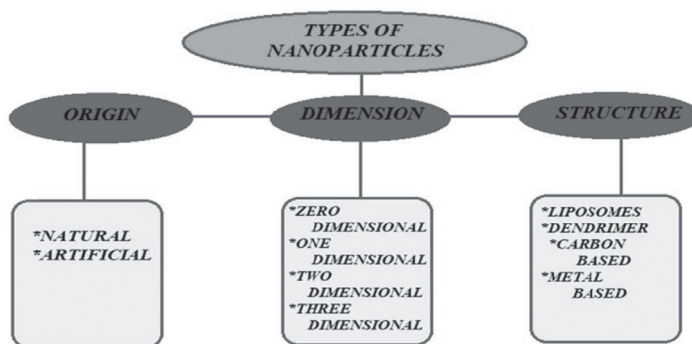 TYPES OF
NANOPARTICLES
ORIGIN
DIMENSION
STRUCTURE
*NATURAL
*ARTIFICIAL
*ZERO
DIMENSIONAL
*ONE
DIMENSIONAL
*TWO
DIMENSIONAL
*THREE
DIMENSIONAL
*LIPOSOMES
*DENDRIMER
*CARBON
BASED
*METAL
BASED